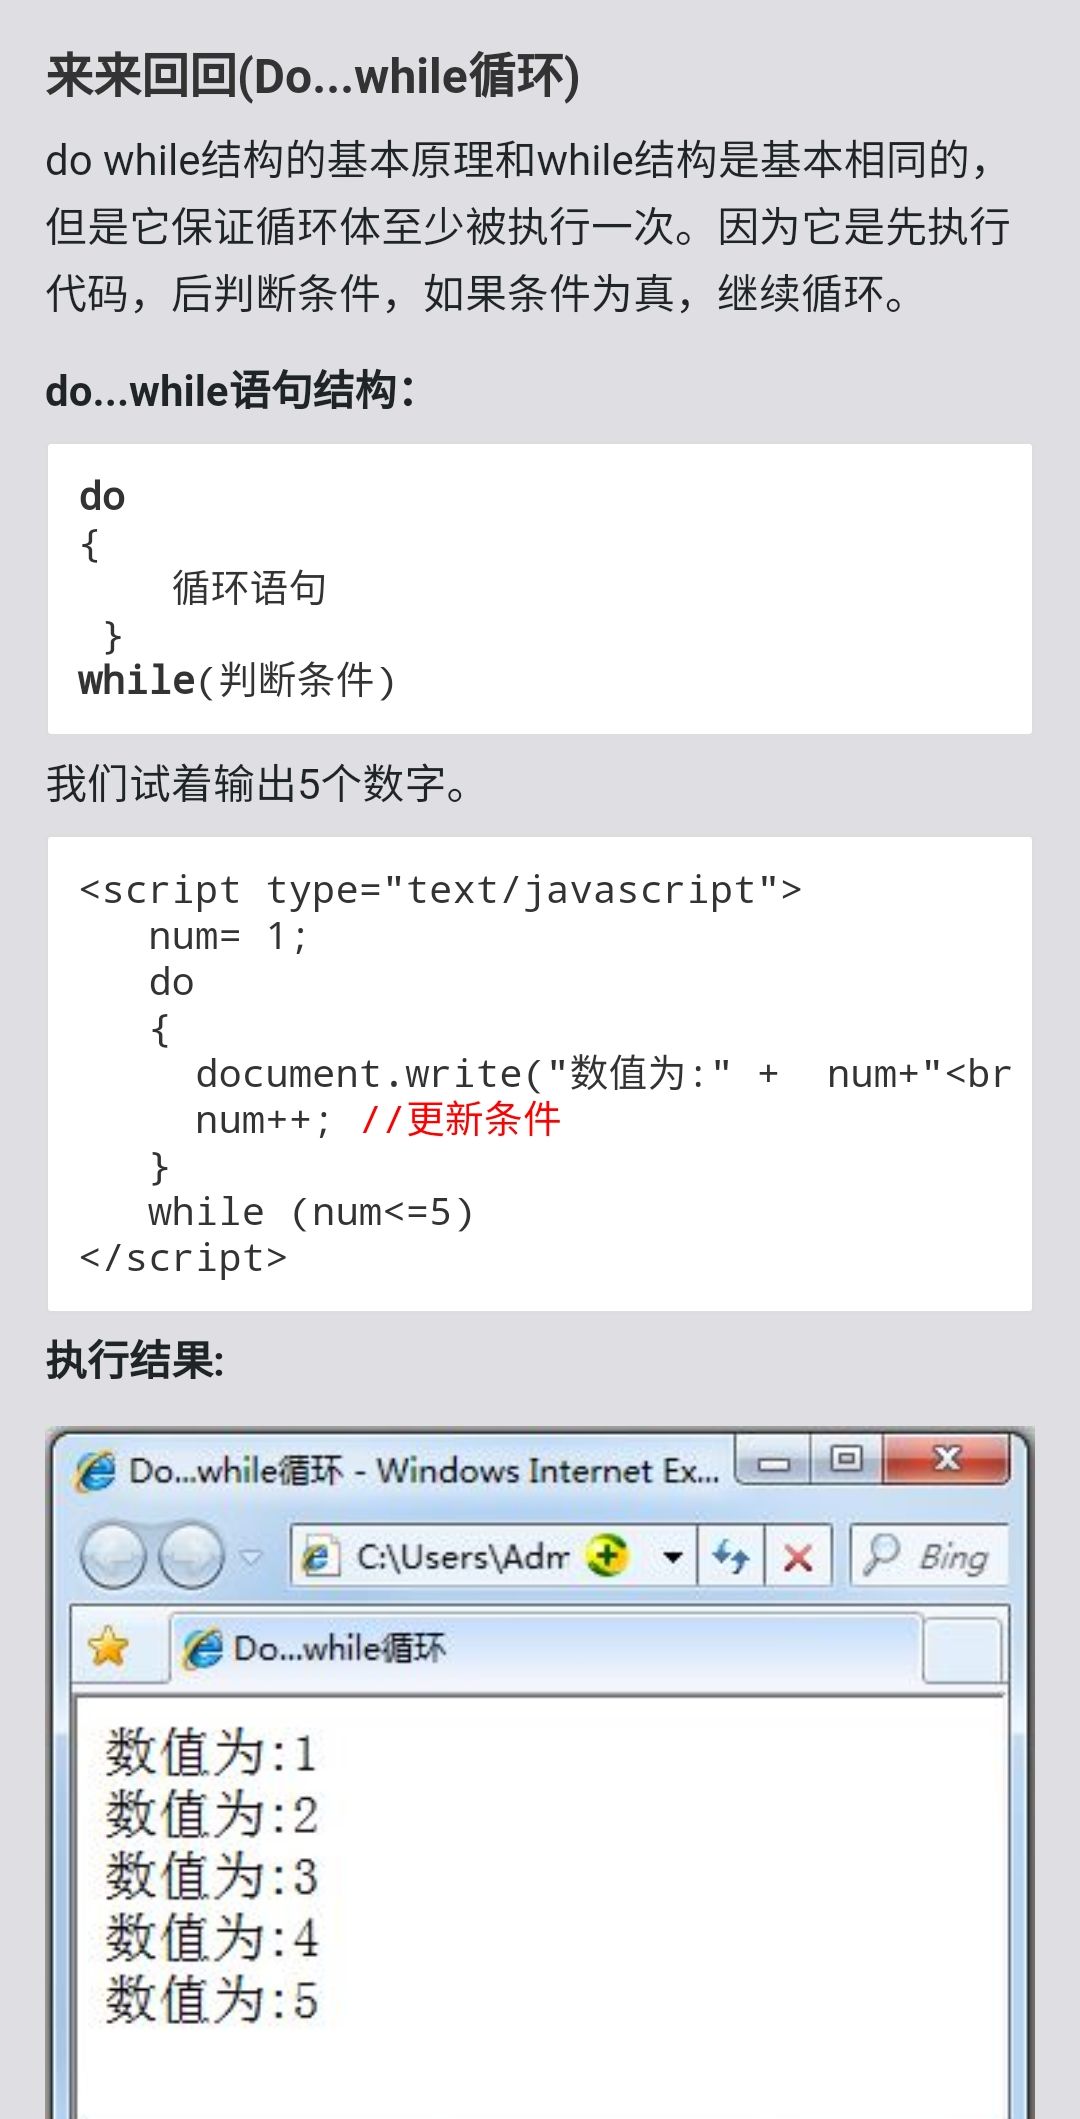 来来回回(Do...while循环)
do while结构的基本原理和while结构是基本相同的，
但是它保证循环体至少被执行一次。因为它是先执行
代码，后判断条件，如果条件为真，继续循环。
do...while语句结构：
do
{
    循环语句
 }
while(判断条件)
我们试着输出5个数字。
<script type="text/javascript">
   num= 1;
   do
   {
     document.write("数值为:" +  num+"<br
     num++; //更新条件
   }
   while (num<=5)
</script>
执行结果:
Do...while循环 - Windows Internet Ex...
C:\Users\Adm
Bing
Do...while循环
数值为:1
数值为:2
数值为:3
数值为:4
数值为:5